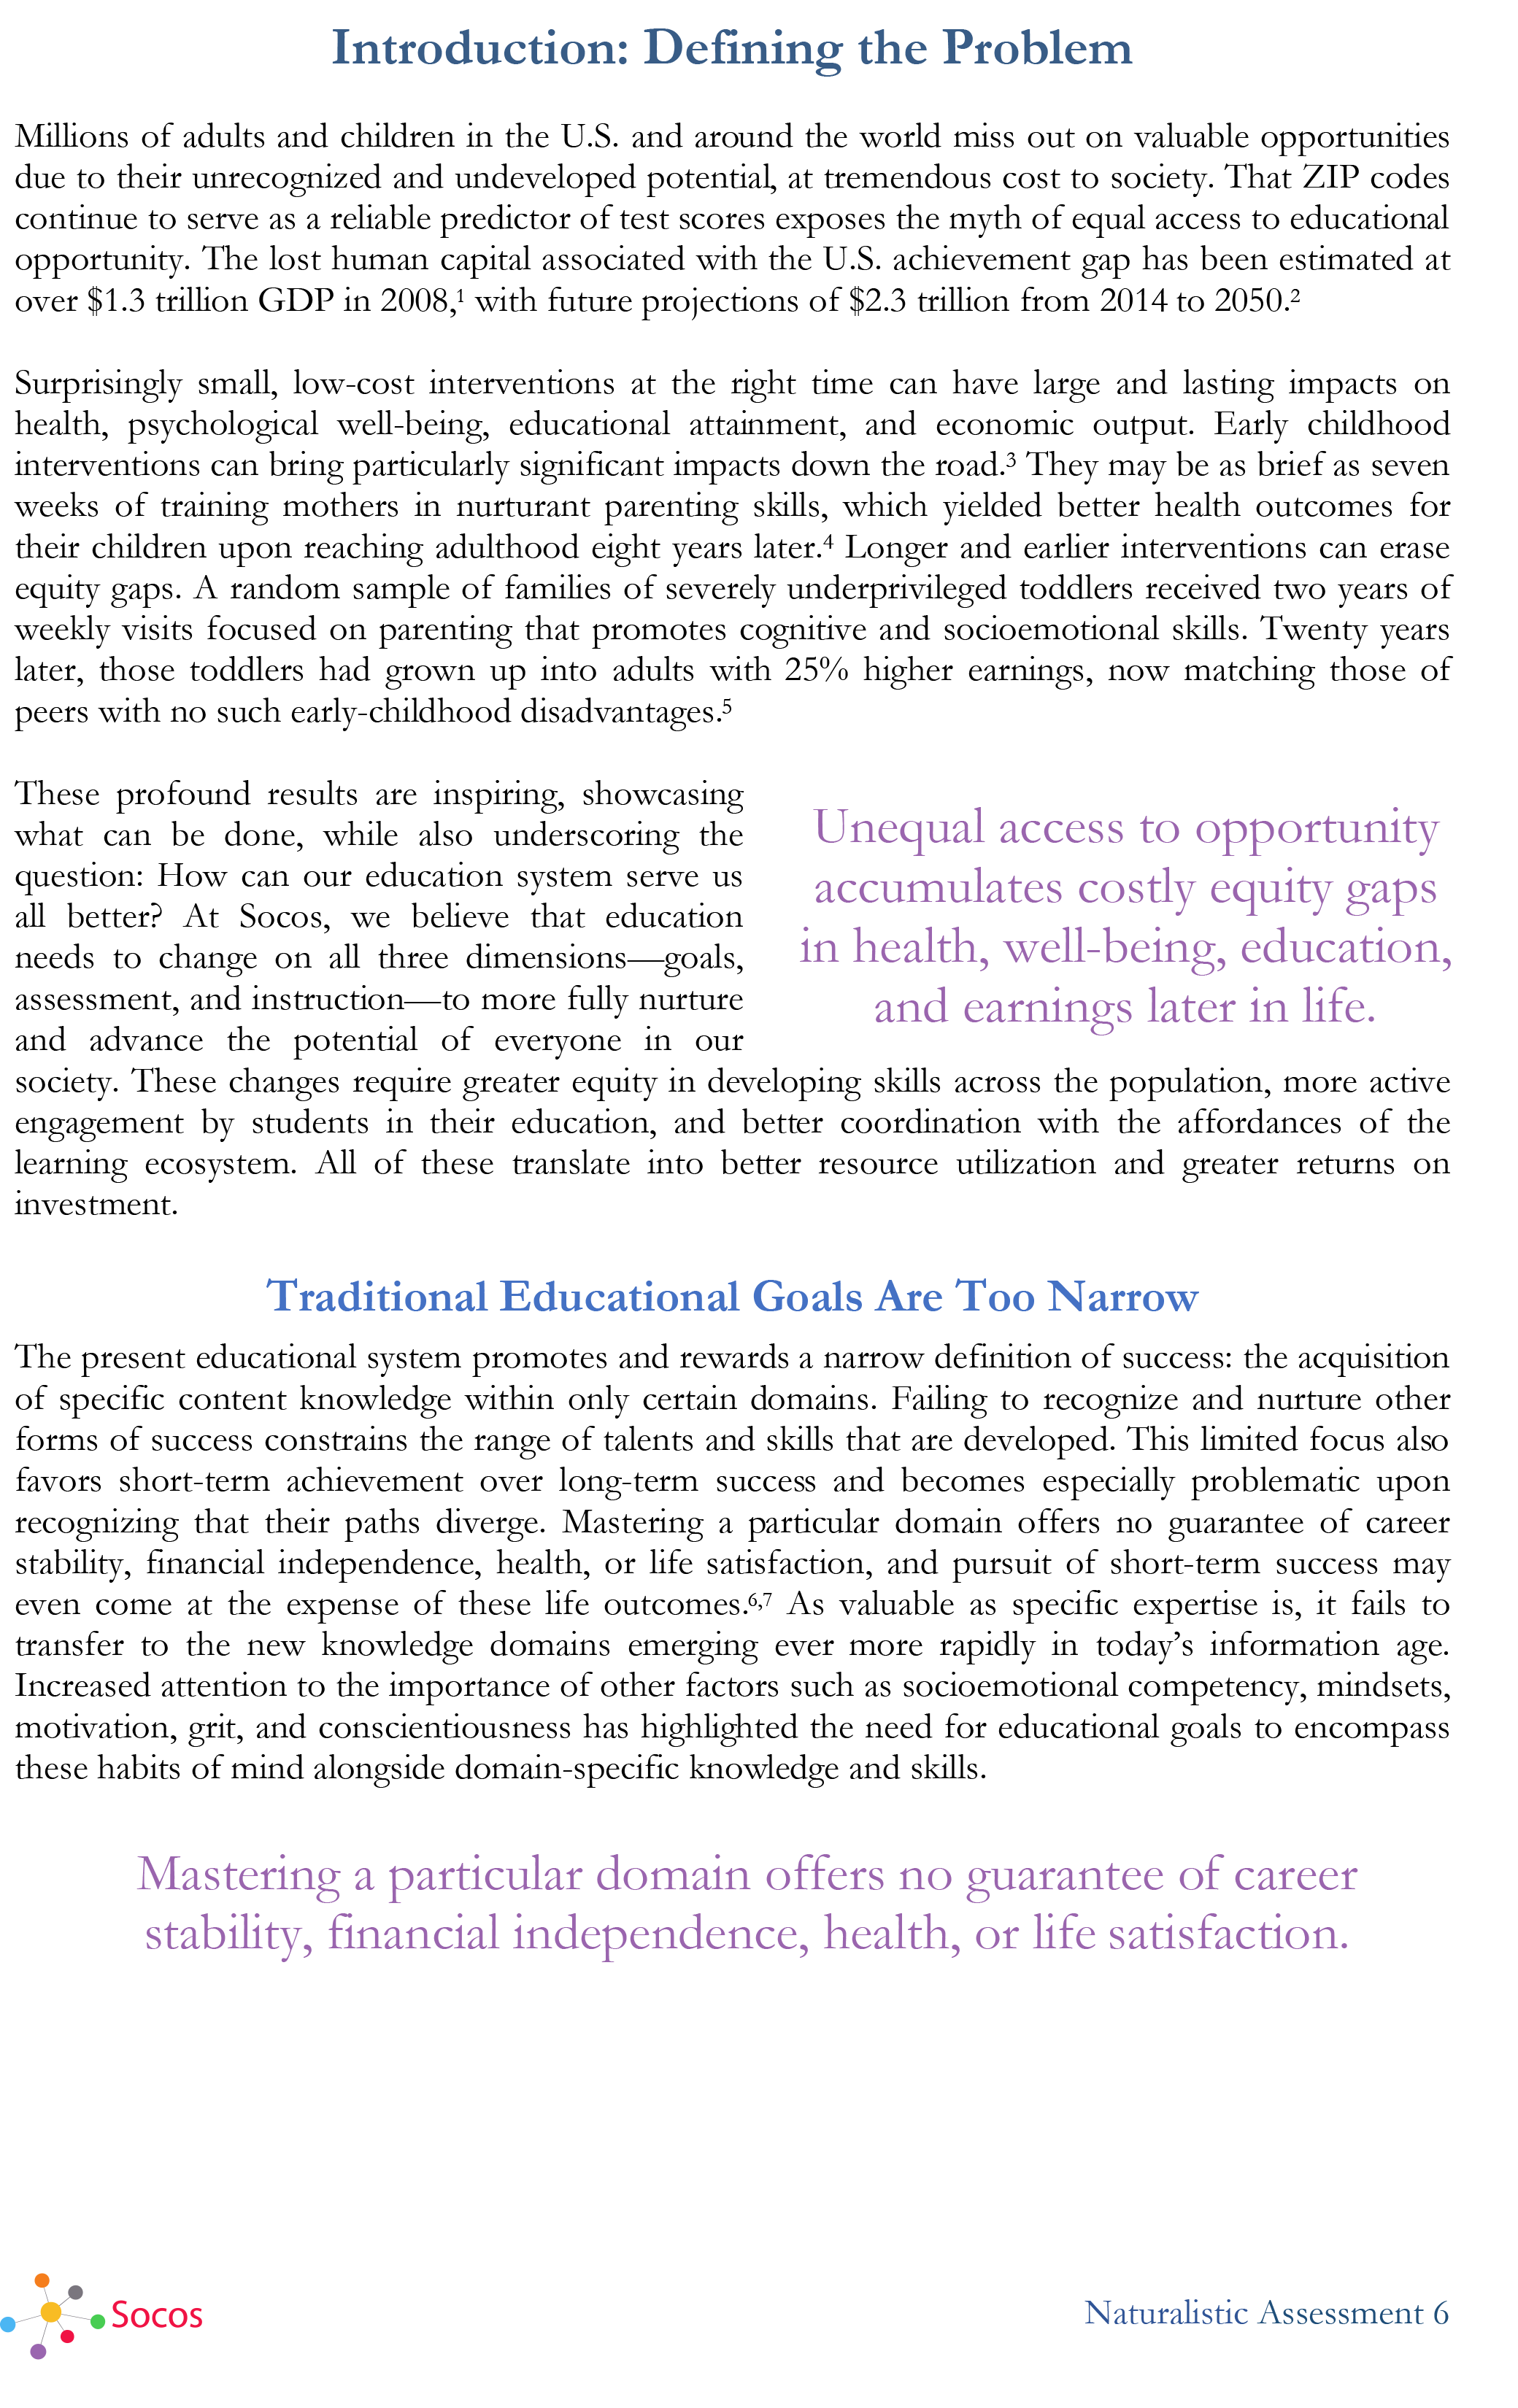 Introduction: Defining the Problem
Millions of adults and children in the U.S. and around the world miss out on valuable opportunities
due to their unrecognized and undeveloped potential, at tremendous cost to society. That ZIP codes
continue to serve as a reliable predictor of test scores exposes the myth of equal access to educational
opportunity. The lost human capital associated with the U.S. achievement gap has been estimated at
over $1.3 trillion GDP in 2008,¹ with future projections of $2.3 trillion from 2014 to 2050.²
Surprisingly small, low-cost interventions at the right time can have large and lasting impacts on
health, psychological well-being, educational attainment, and economic output. Early childhood
interventions can bring particularly significant impacts down the road.³ They may be as brief as seven
weeks of training mothers in nurturant parenting skills, which yielded better health outcomes for
their children upon reaching adulthood eight years later.⁴ Longer and earlier interventions can erase
equity gaps. A random sample of families of severely underprivileged toddlers received two years of
weekly visits focused on parenting that promotes cognitive and socioemotional skills. Twenty years
later, those toddlers had grown up into adults with 25% higher earnings, now matching those of
peers with no such early-childhood disadvantages.⁵
These profound results are inspiring, showcasing
what can be done, while also underscoring the
question: How can our education system serve us
all better? At Socos, we believe that education
needs to change on all three dimensions—goals,
assessment, and instruction—to more fully nurture
and advance the potential of everyone in our
society. These changes require greater equity in developing skills across the population, more active
engagement by students in their education, and better coordination with the affordances of the
learning ecosystem. All of these translate into better resource utilization and greater returns on
investment.
Unequal access to opportunity
accumulates costly equity gaps
in health, well-being, education,
and earnings later in life.
Traditional Educational Goals Are Too Narrow
The present educational system promotes and rewards a narrow definition of success: the acquisition
of specific content knowledge within only certain domains. Failing to recognize and nurture other
forms of success constrains the range of talents and skills that are developed. This limited focus also
favors short-term achievement over long-term success and becomes especially problematic upon
recognizing that their paths diverge. Mastering a particular domain offers no guarantee of career
stability, financial independence, health, or life satisfaction, and pursuit of short-term success may
even come at the expense of these life outcomes.⁶,⁷ As valuable as specific expertise is, it fails to
transfer to the new knowledge domains emerging ever more rapidly in today’s information age.
Increased attention to the importance of other factors such as socioemotional competency, mindsets,
motivation, grit, and conscientiousness has highlighted the need for educational goals to encompass
these habits of mind alongside domain-specific knowledge and skills.
Mastering a particular domain offers no guarantee of career
stability, financial independence, health, or life satisfaction.
Socos
Naturalistic Assessment 6